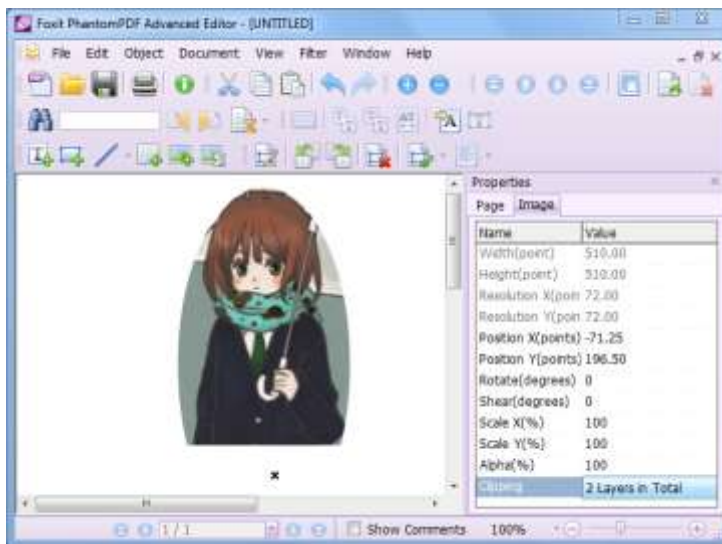 Foxit PhantomPDF Advanced Editor - [UNTITLED]
File Edit Object Document View Filter Window Help
Properties
Page Image
Name Value
Width(point) 510.00
Height(point) 510.00
Resolution X(poin 72.00
Resolution Y(poin 72.00
Position X(points) -71.25
Position Y(points) 196.50
Rotate(degrees) 0
Shear(degrees) 0
Scale X(%) 100
Scale Y(%) 100
Alpha(%) 100
Clipping 2 Layers in Total
1/1 Show Comments 100%